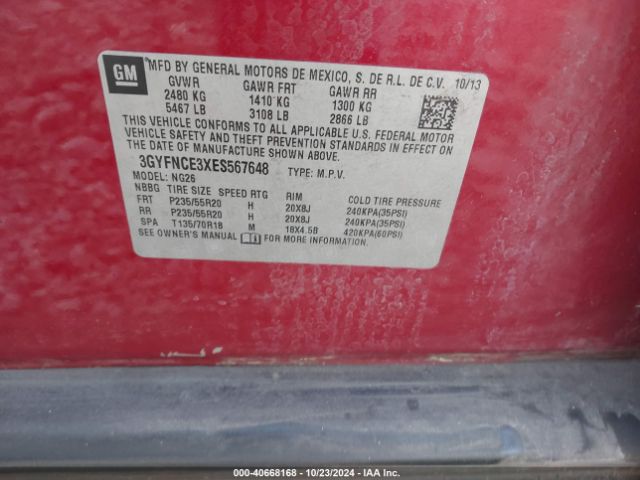 GM
MFD BY GENERAL MOTORS DE MEXICO, S. DE R.L. DE C.V. 10/13
GVWR GAWR FRT GAWR RR
2480 KG 1410 KG 1300 KG
5467 LB 3108 LB 2866 LB
THIS VEHICLE CONFORMS TO ALL APPLICABLE U.S. FEDERAL MOTOR
VEHICLE SAFETY AND THEFT PREVENTION STANDARDS IN EFFECT ON
THE DATE OF MANUFACTURE SHOWN ABOVE.
3GYFNCE3XES567648 TYPE: M.P.V.
MODEL: NG26
NBBG TIRE SIZE SPEED RTG RIM COLD TIRE PRESSURE
FRT P235/55R20 H 20X8J 240KPA(35PSI)
RR P235/55R20 H 20X8J 240KPA(35PSI)
SPA T135/70R18 M 18X4.5B 420KPA(60PSI)
SEE OWNER'S MANUAL FOR MORE INFORMATION.
000-40668168 - 10/23/2024 - IAA Inc.